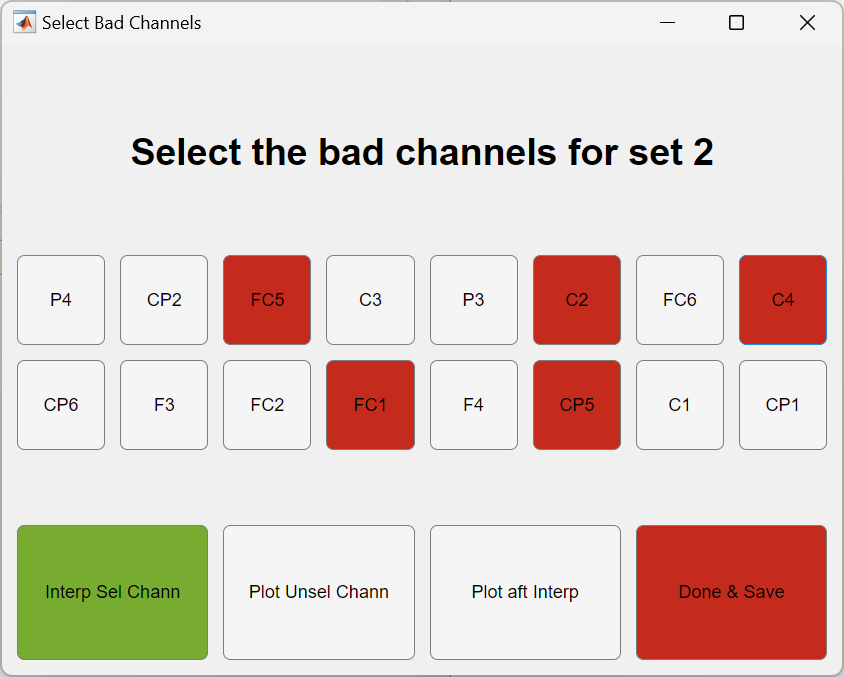 Select Bad Channels
Select the bad channels for set 2
P4 CP2 FC5 C3 P3 C2 FC6 C4
CP6 F3 FC2 FC1 F4 CP5 C1 CP1
Interp Sel Chann Plot Unsel Chann Plot aft Interp Done & Save